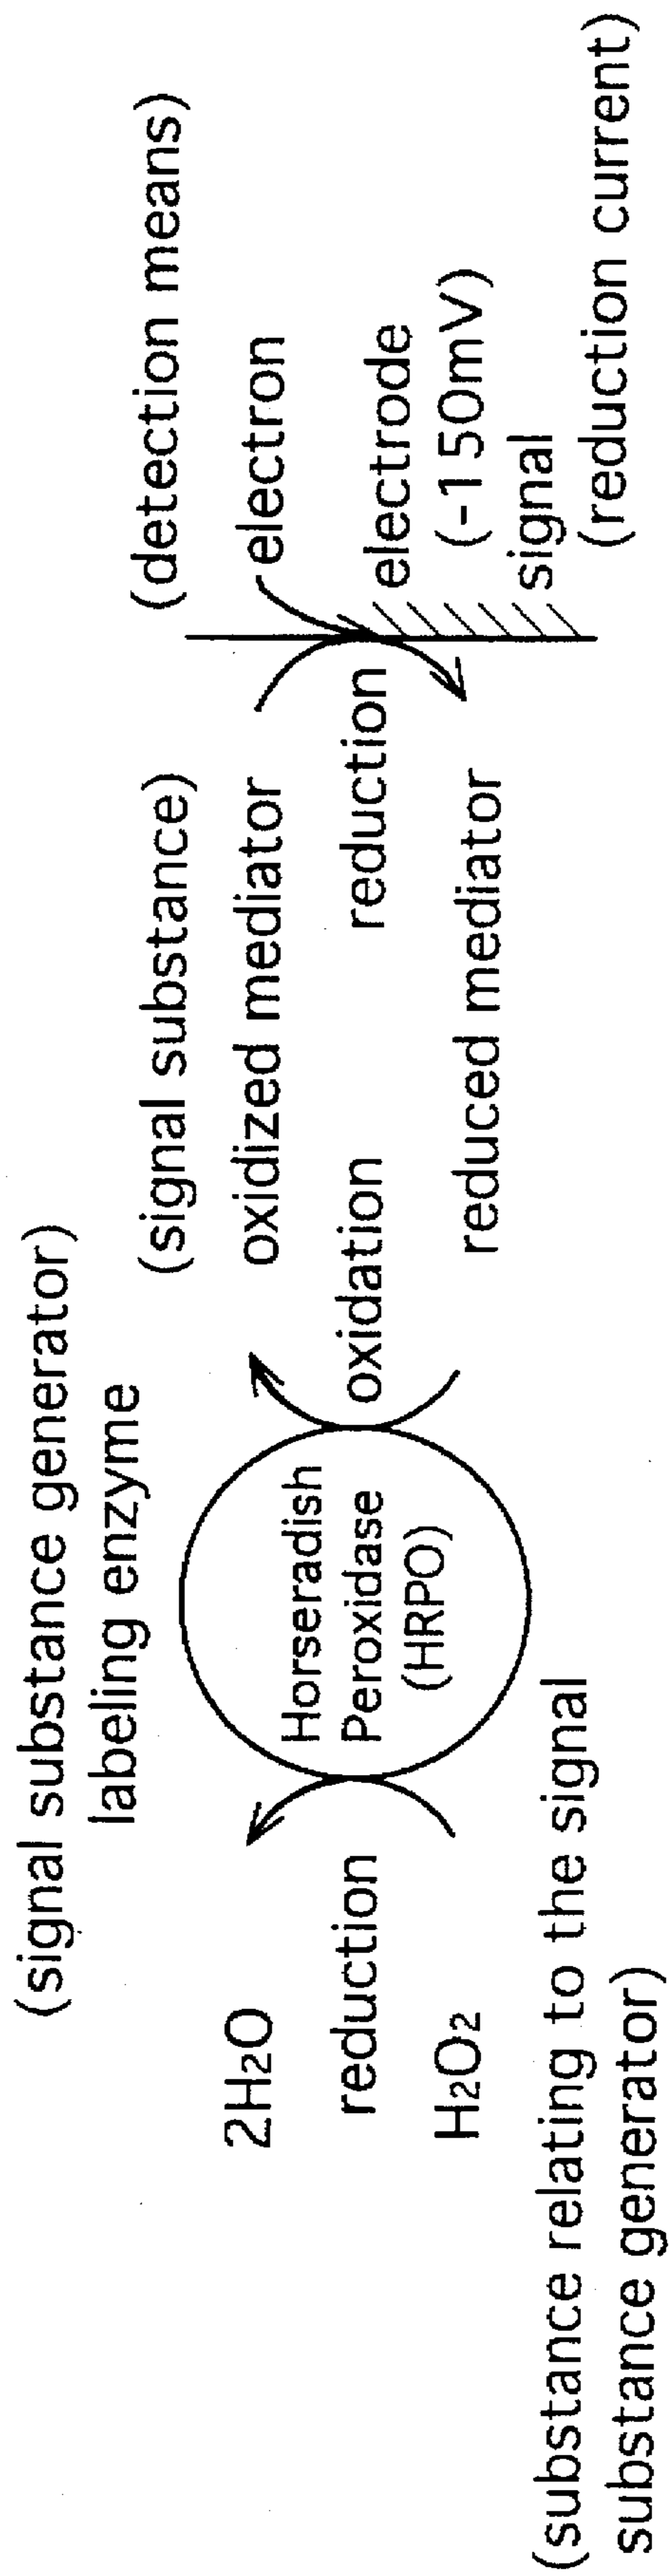 (signal substance generator)
labeling enzyme
2H₂O
reduction
H₂O₂
(substance relating to the signal
substance generator)
Horseradish
Peroxidase
(HRPO)
(signal substance)
oxidized mediator
oxidation
reduction
reduced mediator
(detection means)
electron
electrode
(-150mV)
signal
(reduction current)